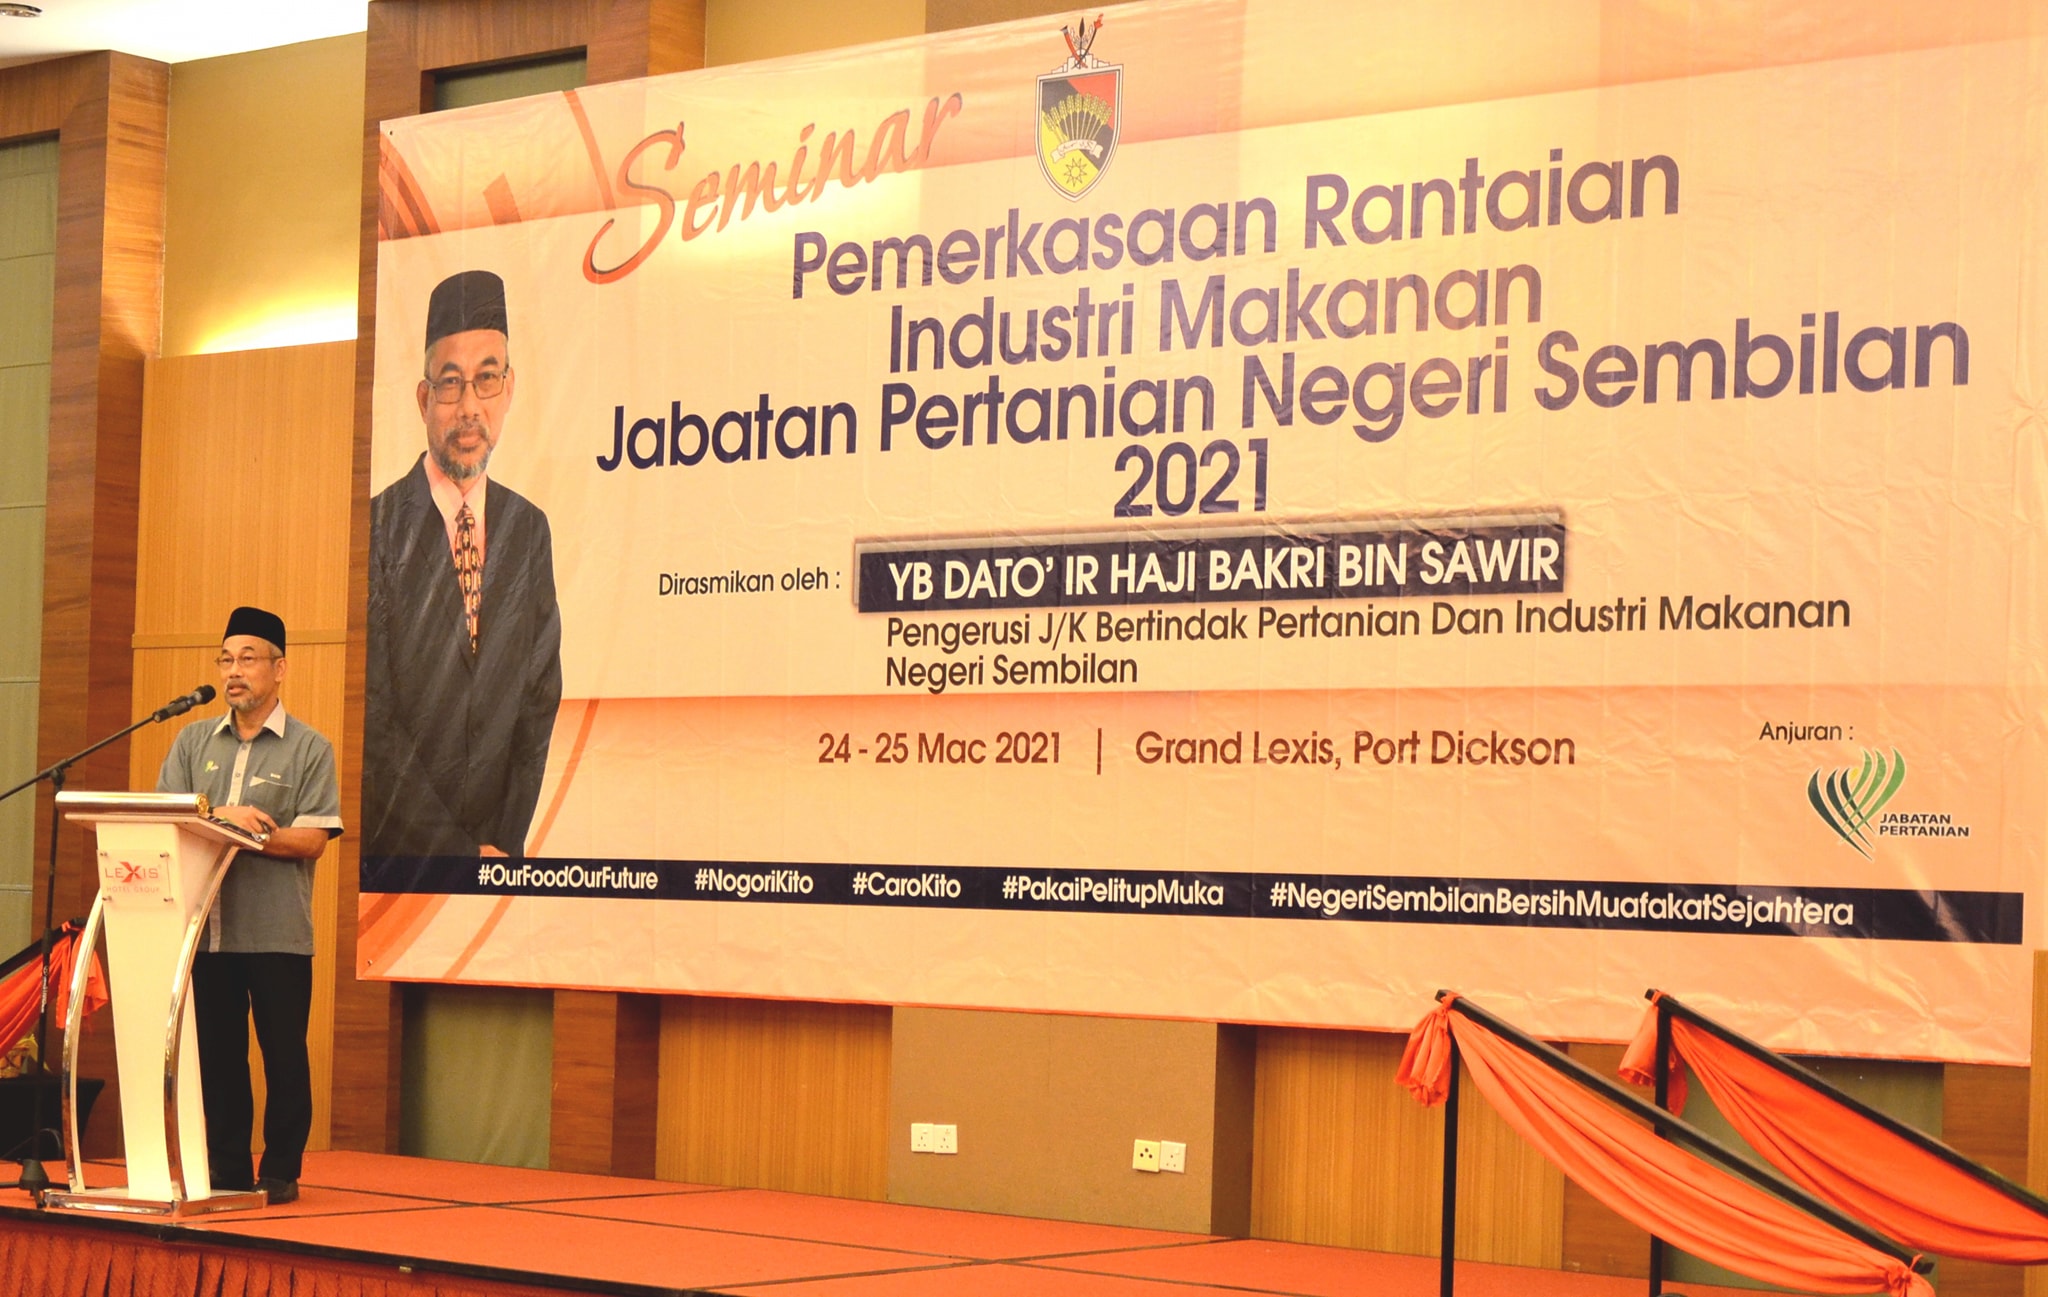 Seminar
Pemerkasaan Rantaian
Industri Makanan
Jabatan Pertanian Negeri Sembilan
2021
Dirasmikan oleh : YB DATO' IR HAJI BAKRI BIN SAWIR
Pengerusi J/K Bertindak Pertanian Dan Industri Makanan
Negeri Sembilan
24 - 25 Mac 2021 | Grand Lexis, Port Dickson
Anjuran :
JABATAN
PERTANIAN
#OurFoodOurFuture #NogoriKito #CaroKito #PakaiPelitupMuka #NegeriSembilanBersihMuafakatSejahtera
LEXIS
HOTEL GROUP